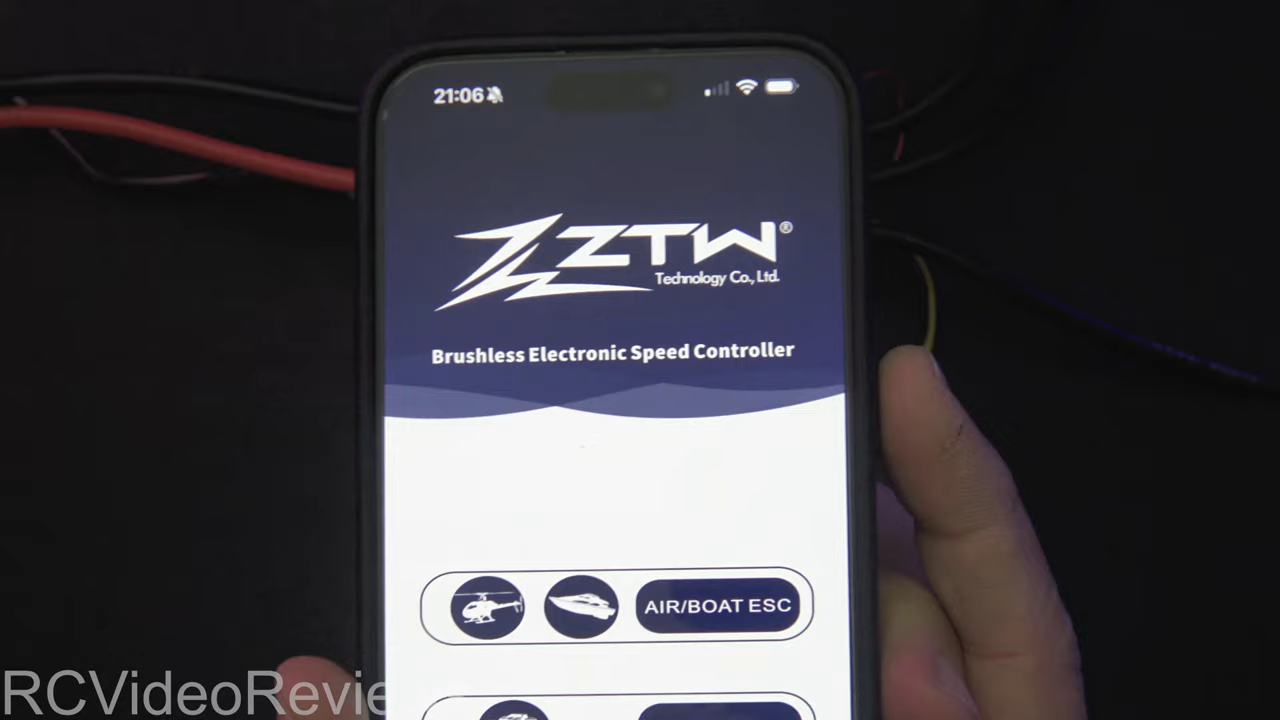 21:06
ZTW®
Technology Co., Ltd.
Brushless Electronic Speed Controller
AIR/BOAT ESC
RCVideoRevie